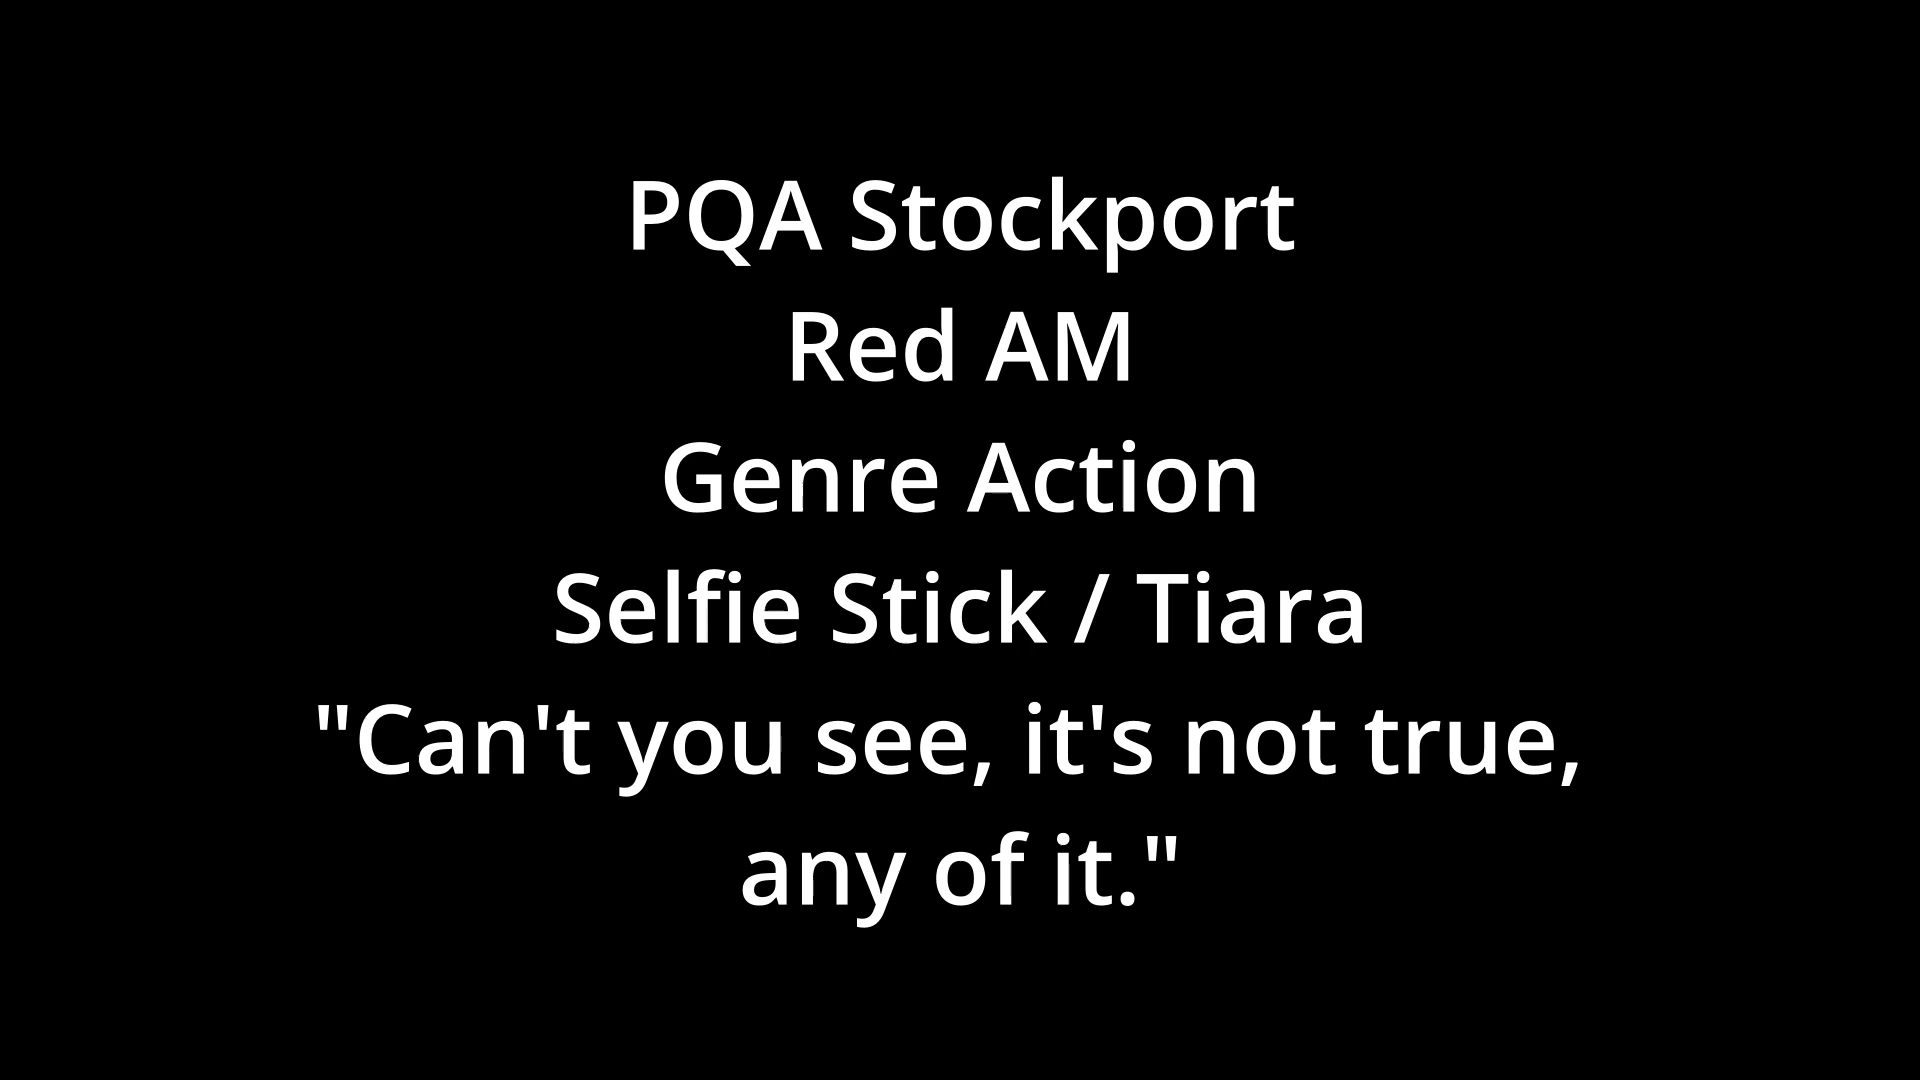 PQA Stockport
Red AM
Genre Action
Selfie Stick / Tiara
"Can't you see, it's not true,
any of it."